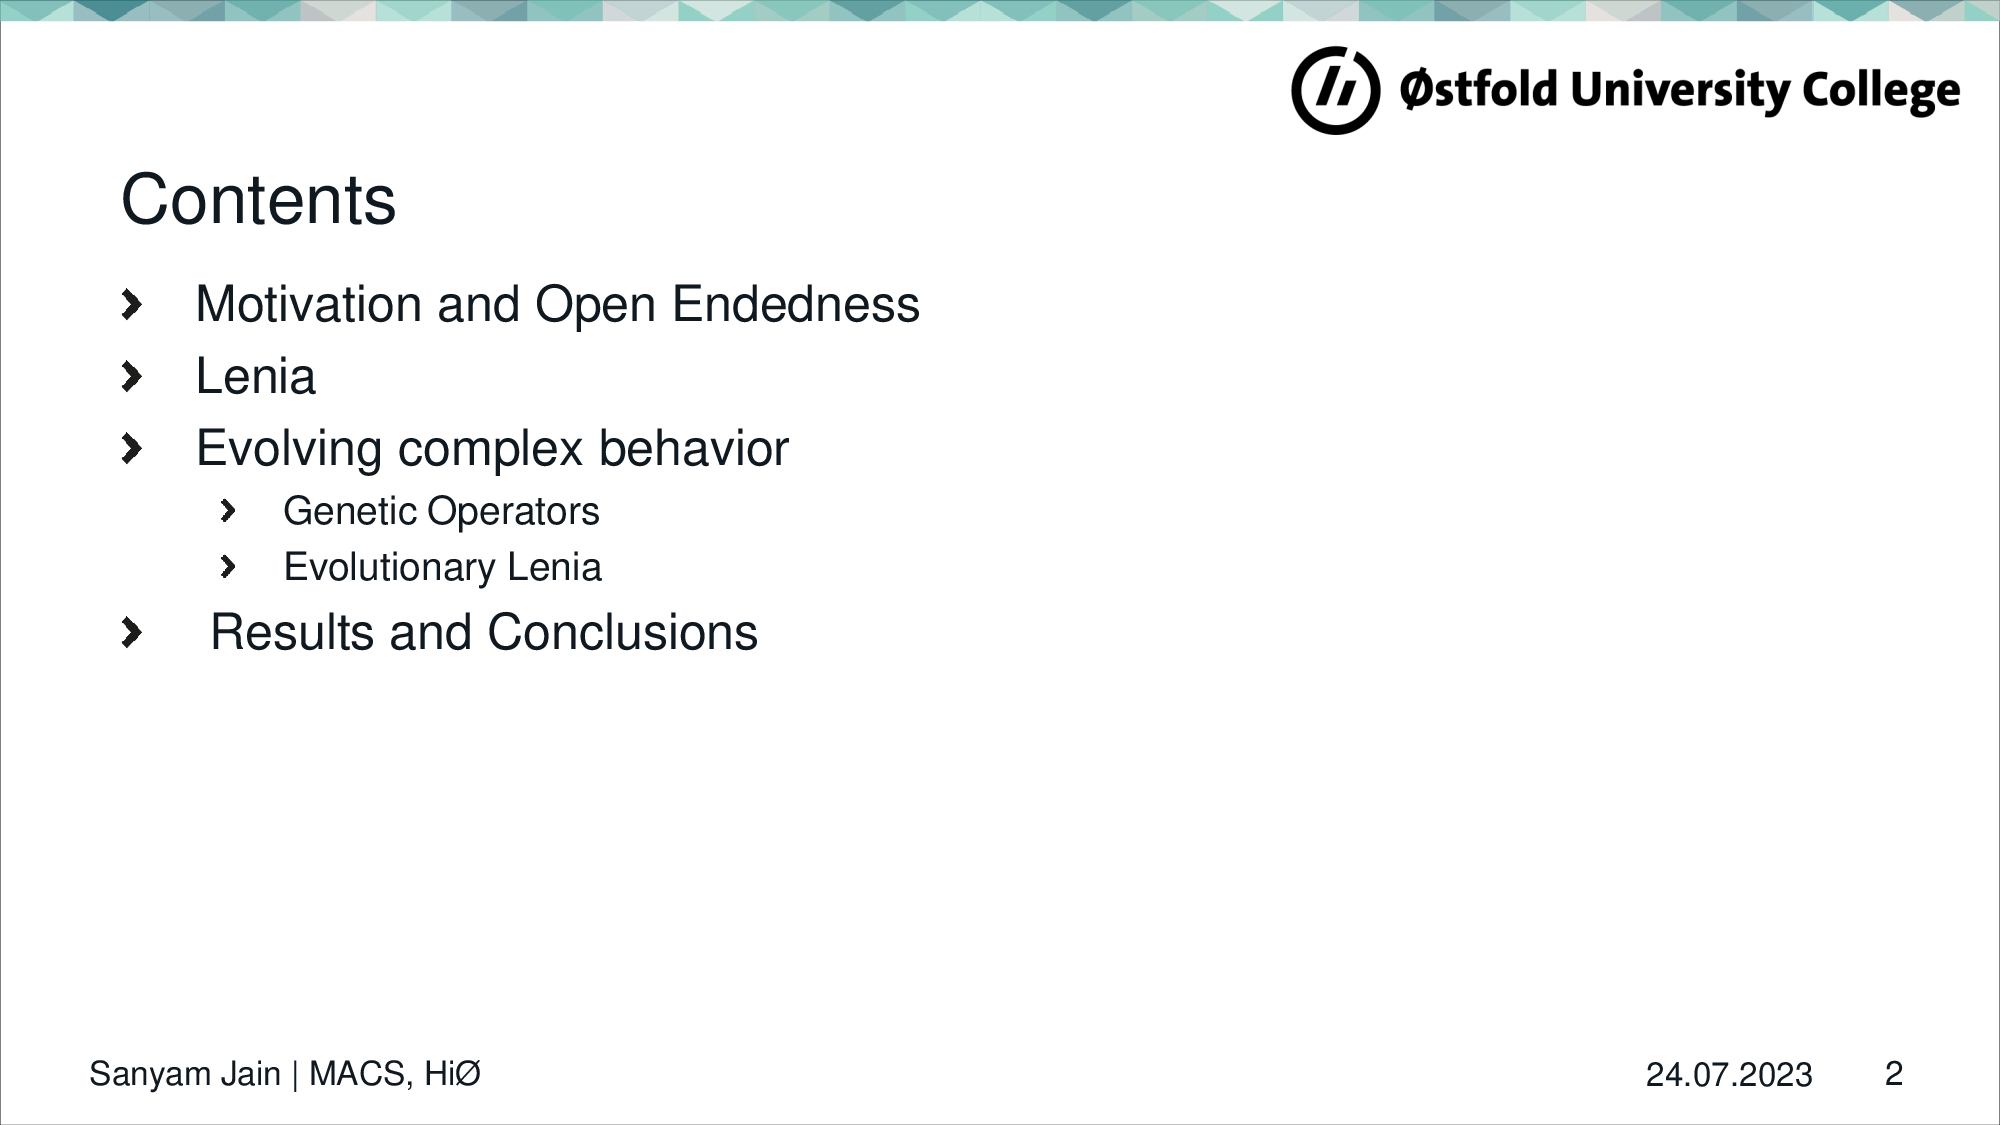 Østfold University College
Contents
Motivation and Open Endedness
Lenia
Evolving complex behavior
Genetic Operators
Evolutionary Lenia
Results and Conclusions
Sanyam Jain | MACS, HiØ
24.07.2023
2